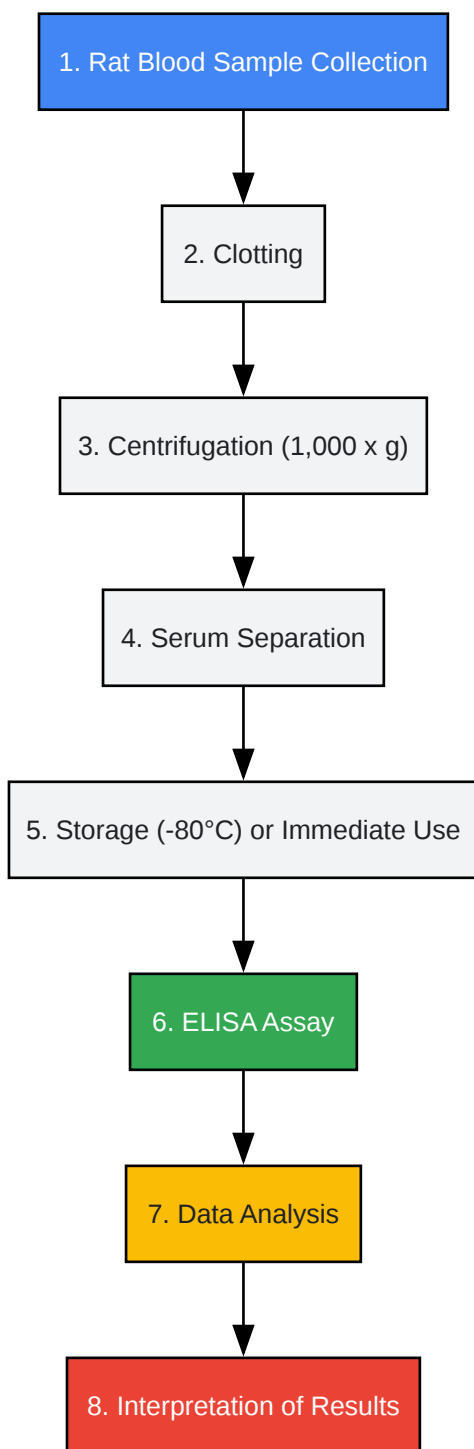 1. Rat Blood Sample Collection
2. Clotting
3. Centrifugation (1,000 x g)
4. Serum Separation
5. Storage (-80°C) or Immediate Use
6. ELISA Assay
7. Data Analysis
8. Interpretation of Results